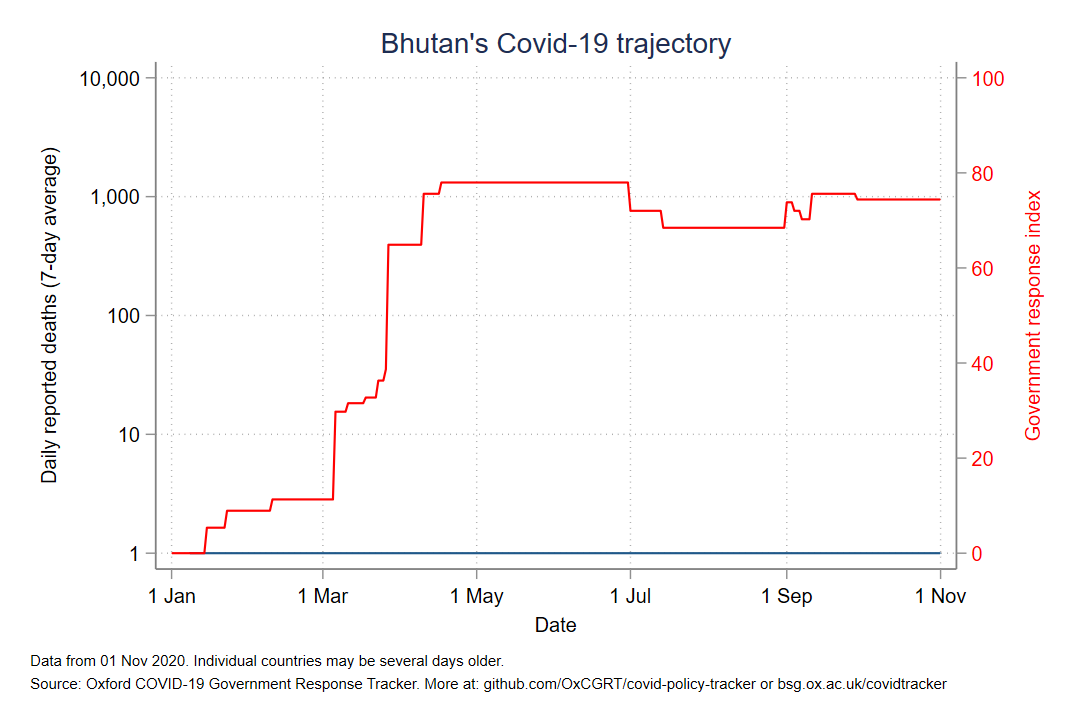 Bhutan's Covid-19 trajectory
10,000
1,000
100
10
1
Daily reported deaths (7-day average)
100
80
60
40
20
0
Government response index
1 Jan 1 Mar 1 May 1 Jul 1 Sep 1 Nov
Date
Data from 01 Nov 2020. Individual countries may be several days older.
Source: Oxford COVID-19 Government Response Tracker. More at: github.com/OxCGRT/covid-policy-tracker or bsg.ox.ac.uk/covidtracker